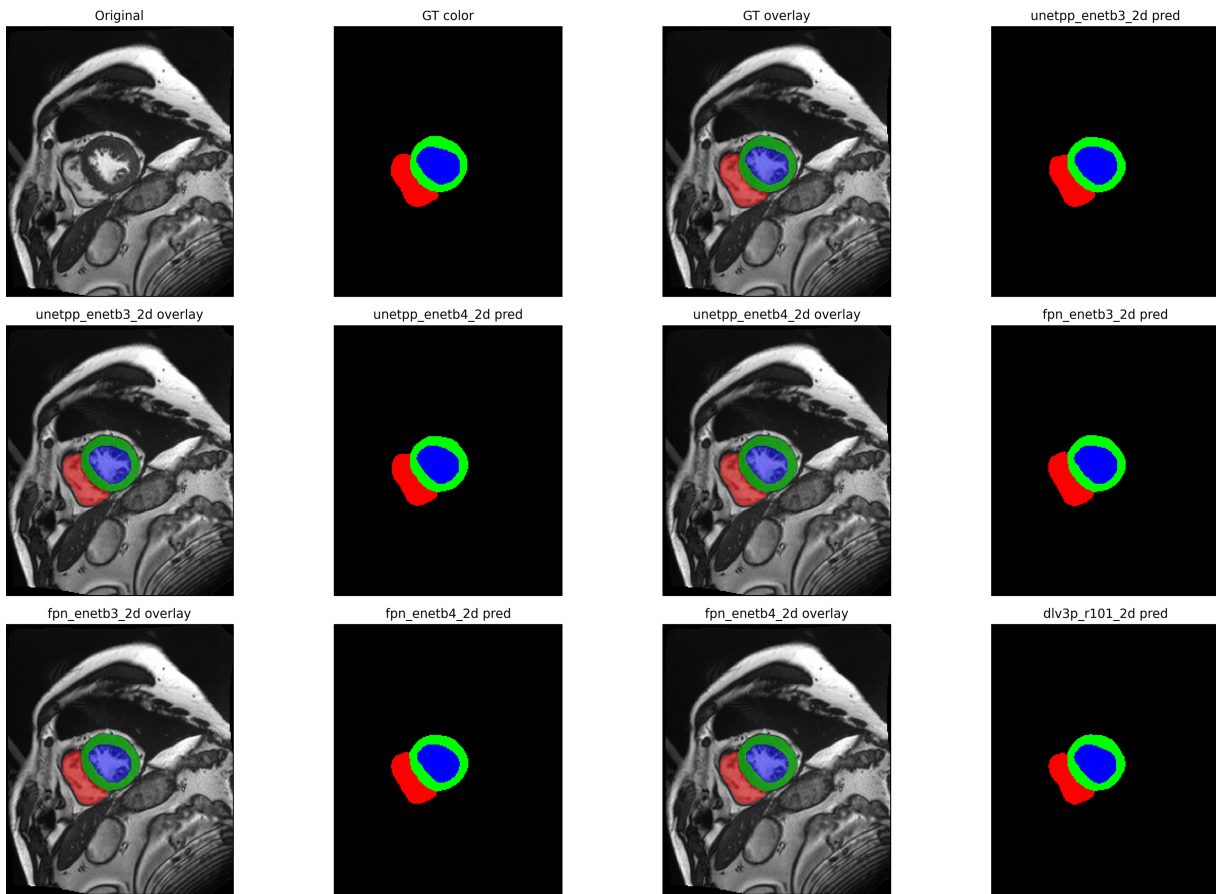 Original
GT color
GT overlay
unetpp_enetb3_2d pred
unetpp_enetb3_2d overlay
unetpp_enetb4_2d pred
unetpp_enetb4_2d overlay
fpn_enetb3_2d pred
fpn_enetb3_2d overlay
fpn_enetb4_2d pred
fpn_enetb4_2d overlay
dlv3p_r101_2d pred